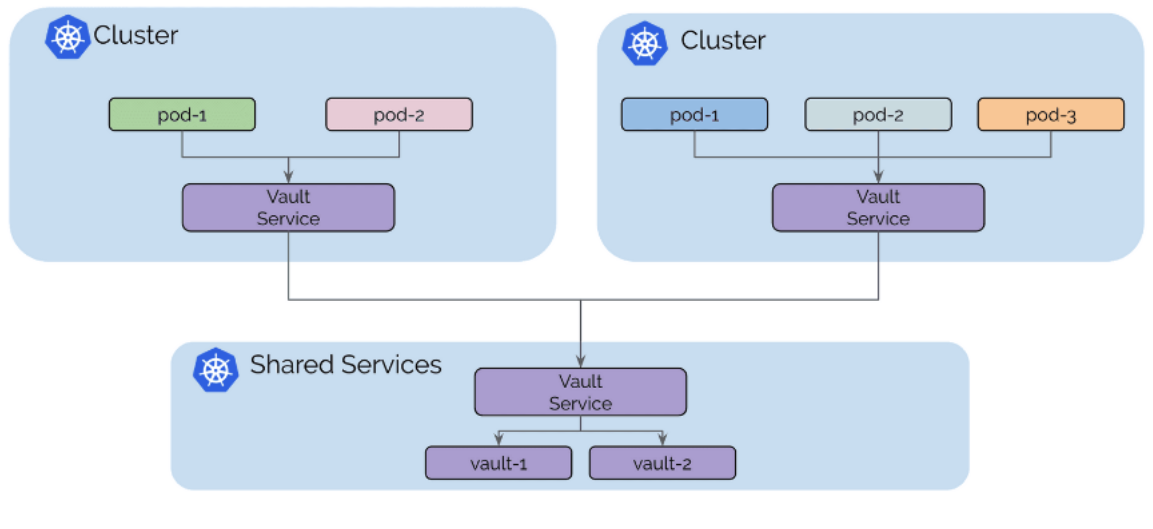 Cluster
pod-1
pod-2
Vault
Service
Cluster
pod-1
pod-2
pod-3
Vault
Service
Shared Services
Vault
Service
vault-1
vault-2